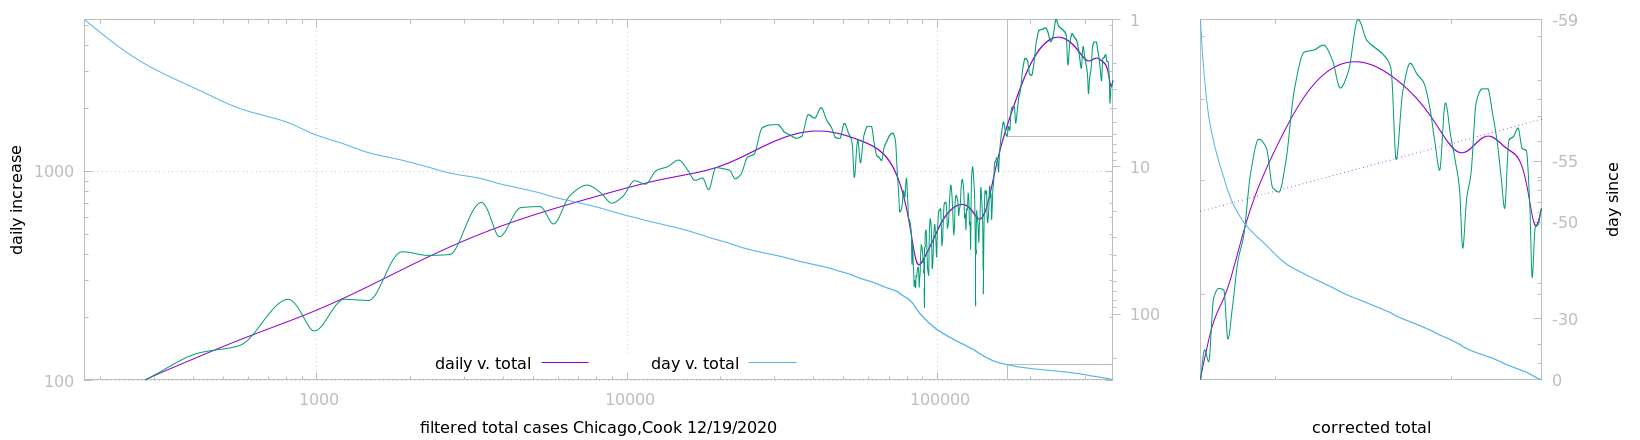 daily increase
1000
100
daily v. total
day v. total
1000
10000
100000
filtered total cases Chicago,Cook 12/19/2020
1
10
100
-59
-55
-50
-30
0
day since
corrected total